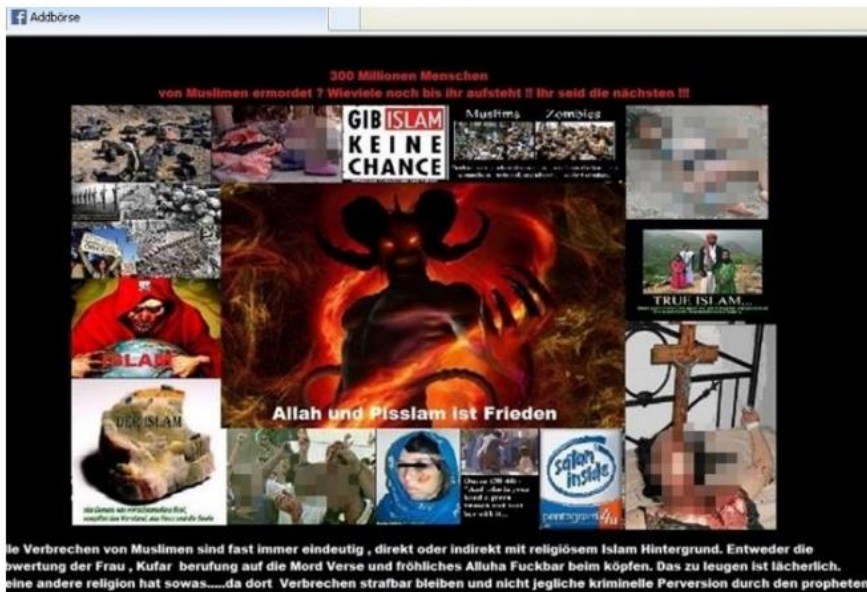 Addbörse
300 Millionen Menschen
von Muslimen ermordet ? Wieviele noch bis ihr aufsteht !! Ihr seid die nächsten !!!
GIB ISLAM
KEINE
CHANCE
Muslims Zombies
TRUE ISLAM...
ISLAM
Allah und Pisslam ist Frieden
DER ISLAM
satan
inside
pentagram4u
lle Verbrechen von Muslimen sind fast immer eindeutig , direkt oder indirekt mit religiösem Islam Hintergrund. Entweder die
bwertung der Frau , Kufar berufung auf die Mord Verse und fröhliches Alluha Fuckbar beim köpfen. Das zu leugen ist lächerlich.
eine andere religion hat sowas.....da dort Verbrechen strafbar bleiben und nicht jegliche kriminelle Perversion durch den propheten